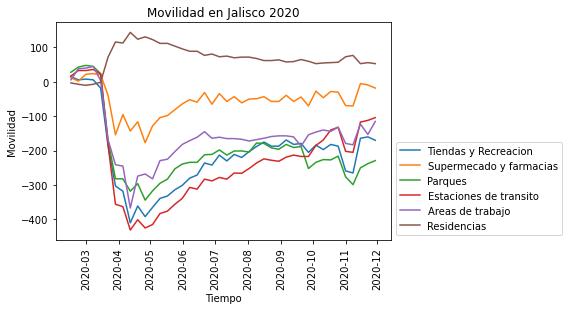 Movilidad en Jalisco 2020
Movilidad
100
0
−100
−200
−300
−400
2020-03
2020-04
2020-05
2020-06
2020-07
2020-08
2020-09
2020-10
2020-11
2020-12
Tiempo
Tiendas y Recreacion
Supermecado y farmacias
Parques
Estaciones de transito
Areas de trabajo
Residencias